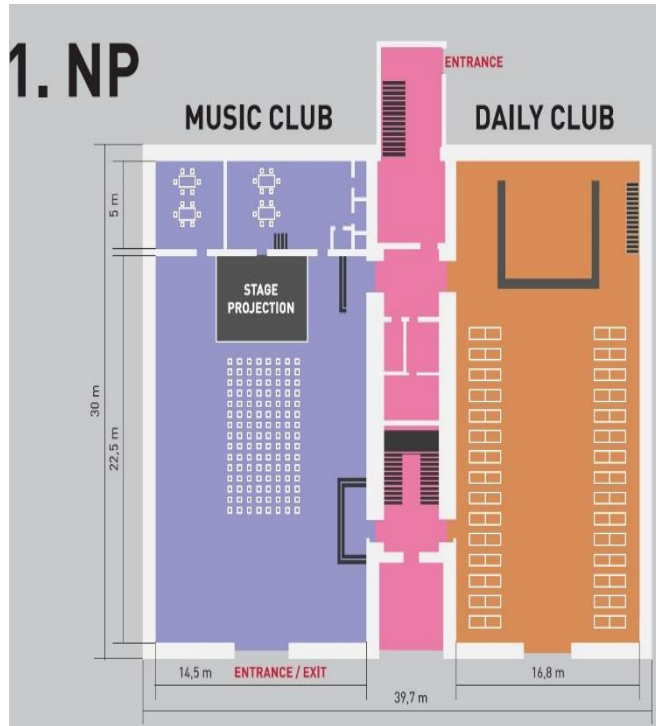 1. NP
ENTRANCE
MUSIC CLUB
DAILY CLUB
5 m
STAGE
PROJECTION
30 m
22,5 m
14,5 m
ENTRANCE / EXIT
16,8 m
39,7 m